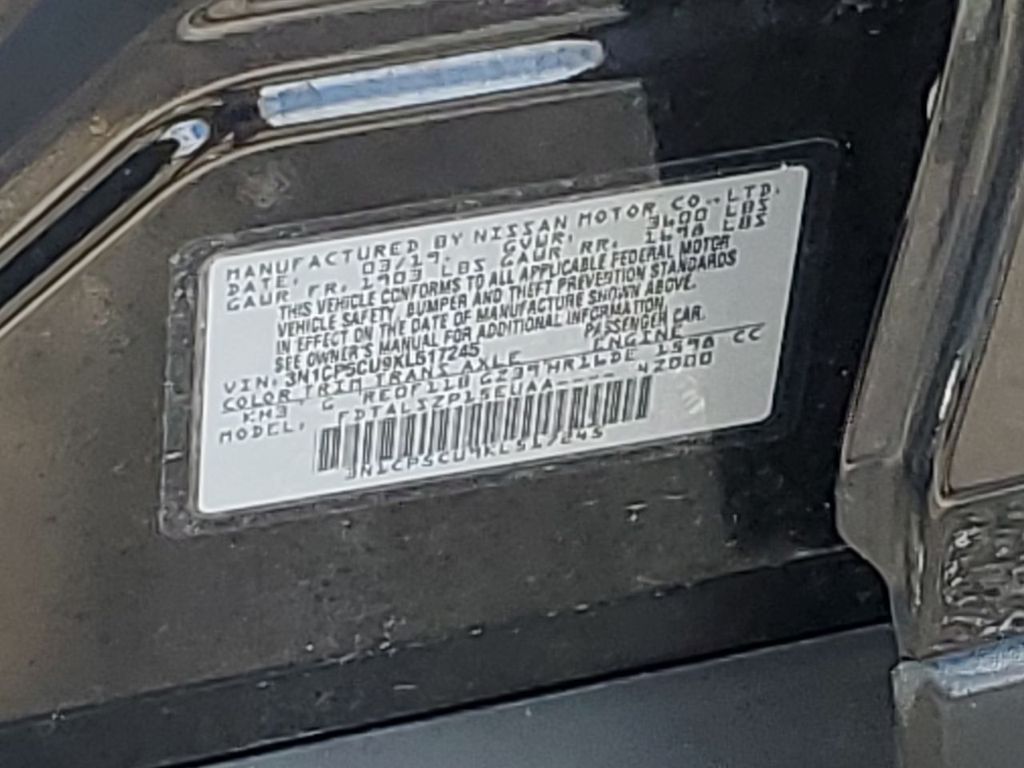 MANUFACTURED BY NISSAN MOTOR CO., LTD.
DATE: 03/19. GVWR: 3600 LBS
GAWR FR. 1903 LBS GAWR RR. 1698 LBS
THIS VEHICLE CONFORMS TO ALL APPLICABLE FEDERAL MOTOR
VEHICLE SAFETY, BUMPER AND THEFT PREVENTION STANDARDS
IN EFFECT ON THE DATE OF MANUFACTURE SHOWN ABOVE.
SEE OWNER'S MANUAL FOR ADDITIONAL INFORMATION.
VIN: 3N1CP5CU9KL517245 PASSENGER CAR.
COLOR TRIM TRANS AXLE ENGINE
KH3 G RE0F11B G239 HR16DE 1598 CC
MODEL: FDTALSZP15EUAA---- 42000
3N1CP5CU9KL517245